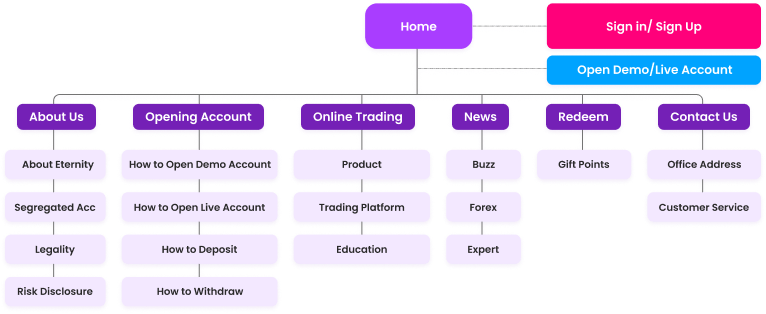 Home
Sign in/ Sign Up
Open Demo/Live Account
About Us
Opening Account
Online Trading
News
Redeem
Contact Us
About Eternity
How to Open Demo Account
Product
Buzz
Gift Points
Office Address
Segregated Acc
How to Open Live Account
Trading Platform
Forex
Customer Service
Legality
How to Deposit
Education
Expert
Risk Disclosure
How to Withdraw